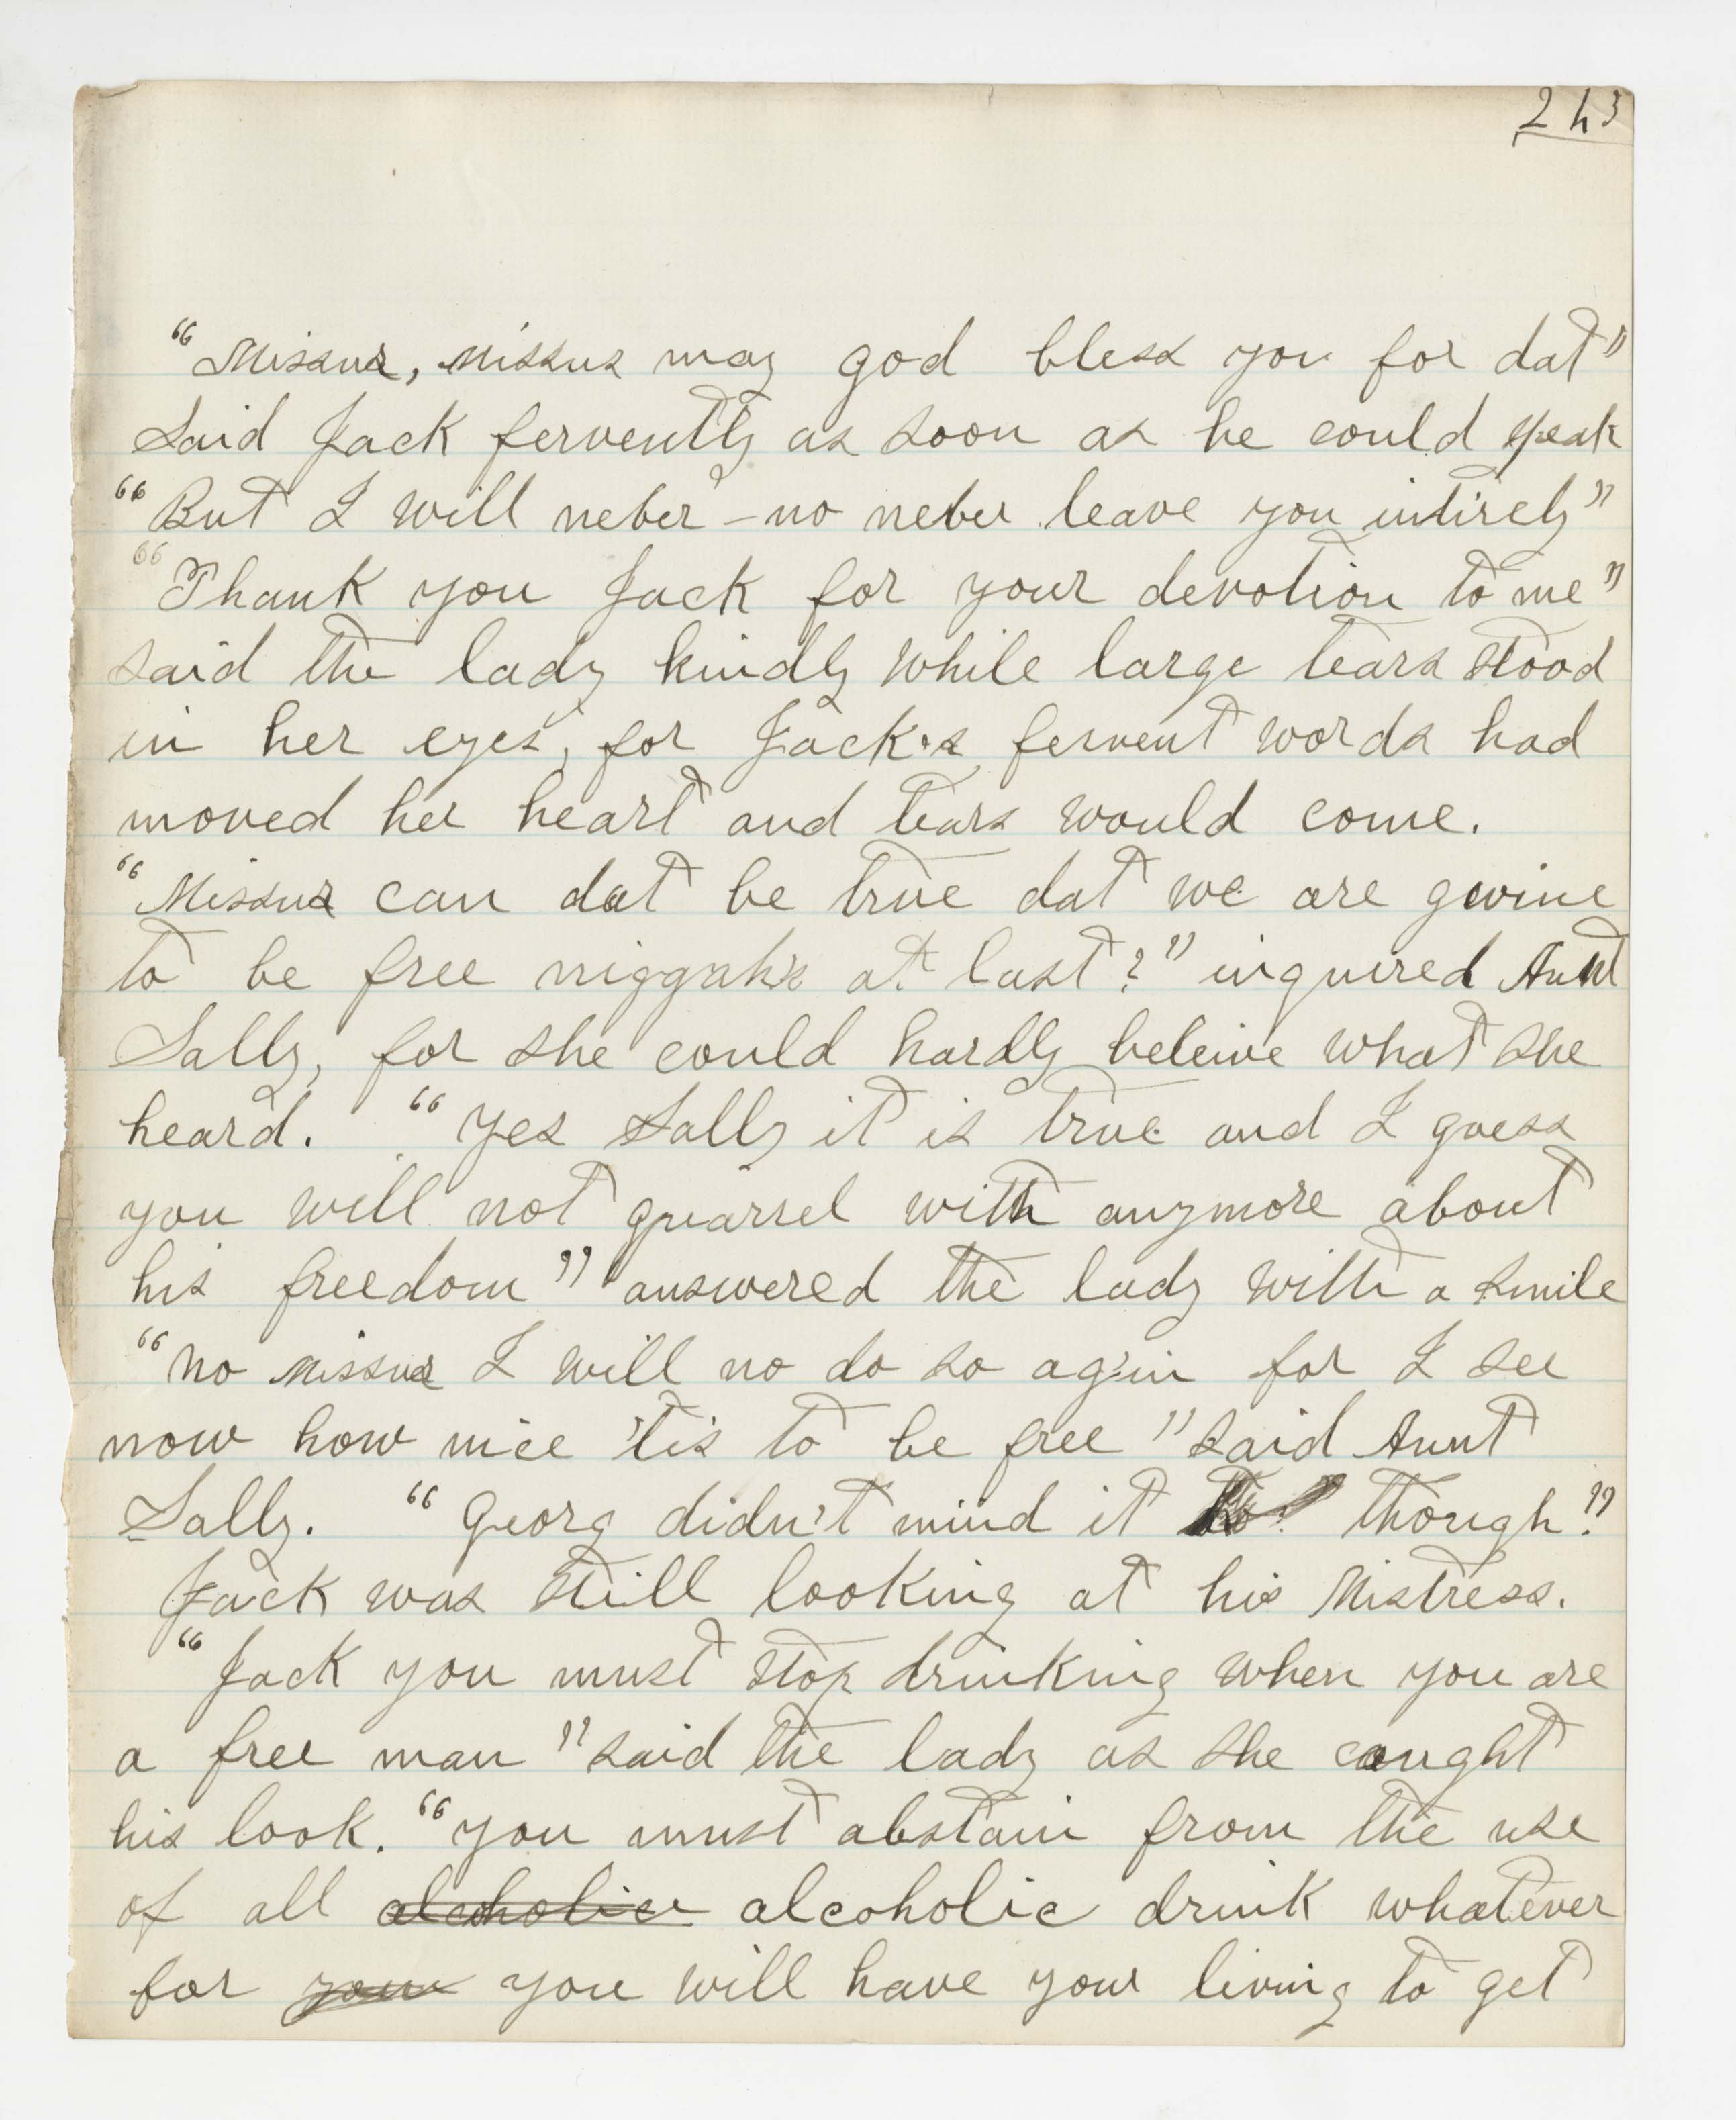 243
"Missus, missus may god bless you for dat"
said Jack fervently as soon as he could speak
"But I will neber - no neber leave you intirely"
"Thank you Jack for your devotion to me"
said the lady kindly while large tears stood
in her eyes, for Jack's fervent words had
moved her heart and tears would come.
"Missus can dat be true dat we are gwine
to be free niggahs at last?" inquired Aunt
Sally, for she could hardly beleive what she
heard. "Yes Sally it is true and I guess
you will not quarrel with anymore about
his freedom" answered the lady with a smile
"No missus I will no do so ag'in for I see
now how nice 'tis to be free" said Aunt
Sally. "Georg didn't mind it though."
Jack was still looking at his Mistress.
"Jack you must stop drinking when you are
a free man" said the lady as she caught
his look. "You must abstain from the use
of all alcoholic alcoholic drink whatever
for your you will have your living to get